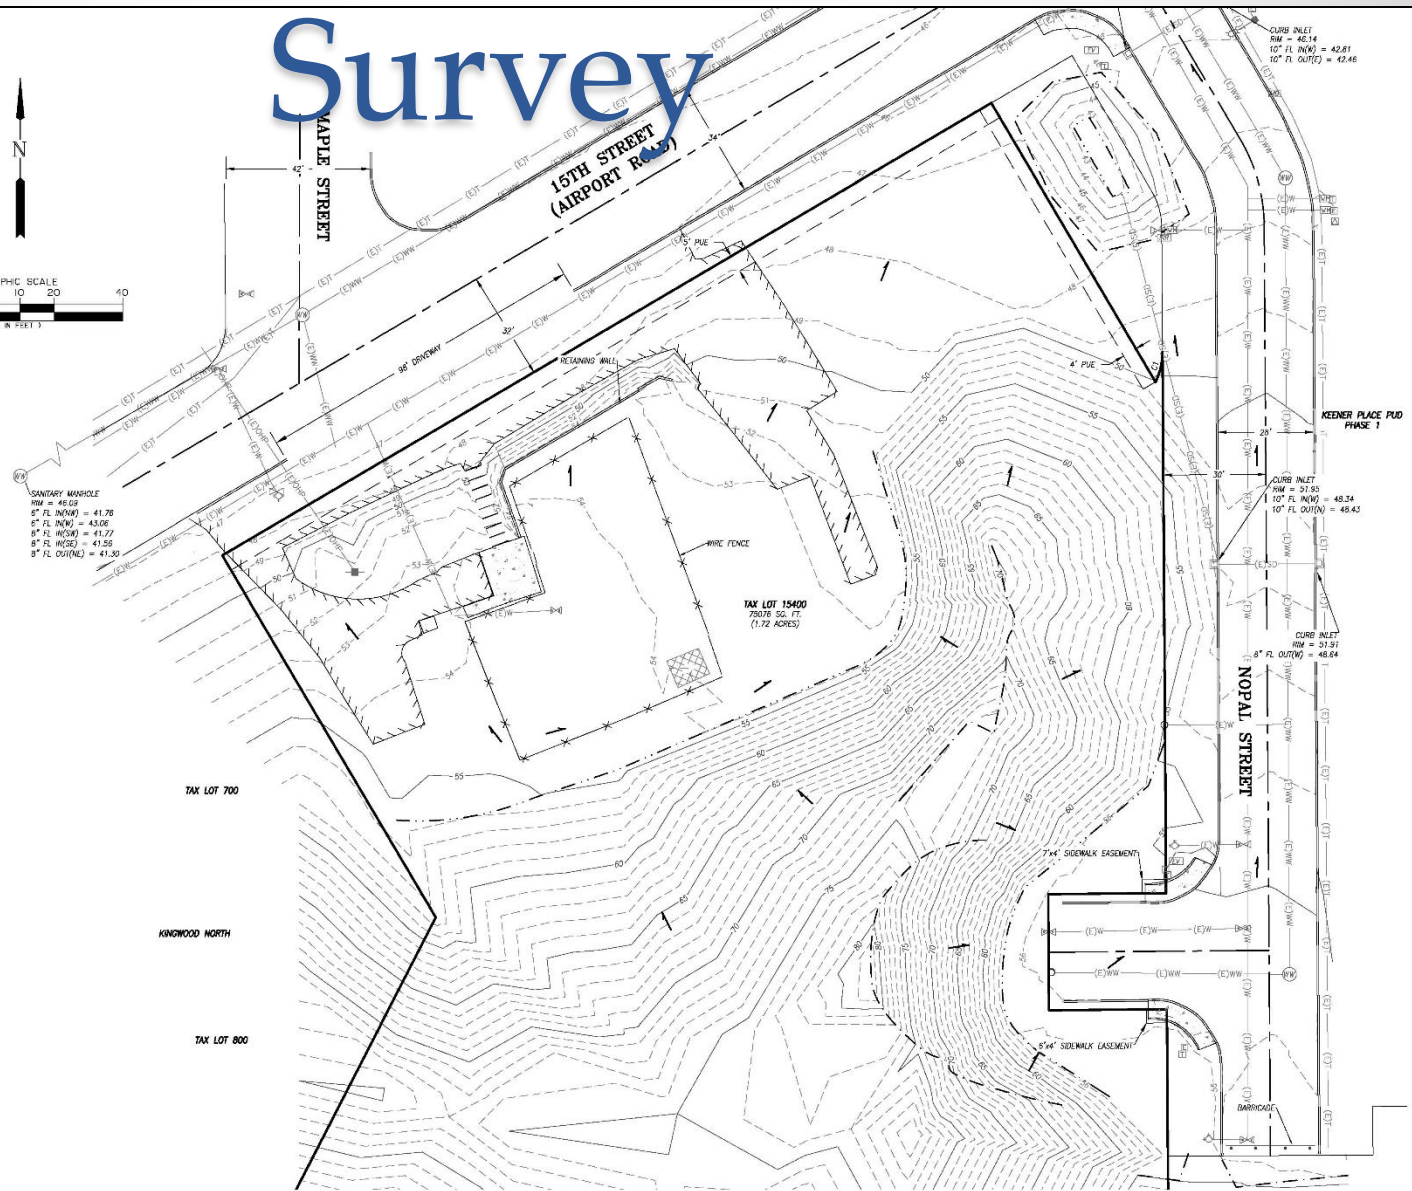 Survey
CURB INLET
RIM = 46.14
10" FL IN(W) = 42.61
10" FL OUT(E) = 42.46
MAPLE STREET
15TH STREET
(AIRPORT ROAD)
34'
42'
N
PHIC SCALE
10 20 40
IN FEET )
5' PUE
32'
98' DRIVEWAY
RETAINING WALL
4' PUE
C1
KEENER PLACE PUD
PHASE 1
28'
30'
CURB INLET
RIM = 51.95
10" FL IN(W) = 48.34
10" FL OUT(N) = 48.43
SANITARY MANHOLE
RIM = 46.09
6" FL IN(NW) = 41.76
6" FL IN(W) = 43.06
8" FL IN(SW) = 41.77
8" FL IN(SE) = 41.56
8" FL OUT(NE) = 41.30
WIRE FENCE
TAX LOT 15400
75076 SQ. FT.
(1.72 ACRES)
CURB INLET
RIM = 51.91
8" FL OUT(W) = 48.64
NOPAL STREET
TAX LOT 700
7'x4' SIDEWALK EASEMENT
KINGWOOD NORTH
TAX LOT 800
6'x4' SIDEWALK EASEMENT
BARRICADE